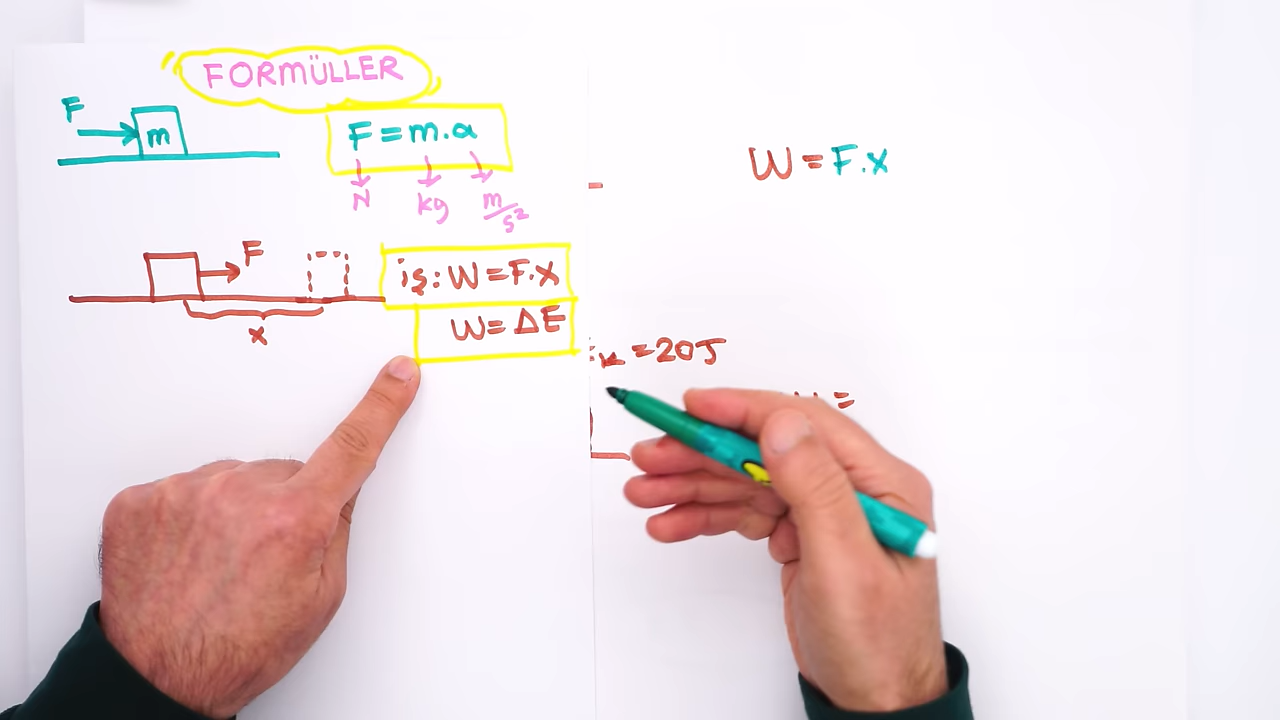 FORMÜLLER
F
m
F=m.a
N kg m/s²
F
x
iş: W=F.x
W=ΔE
W=F.x
=20J
=